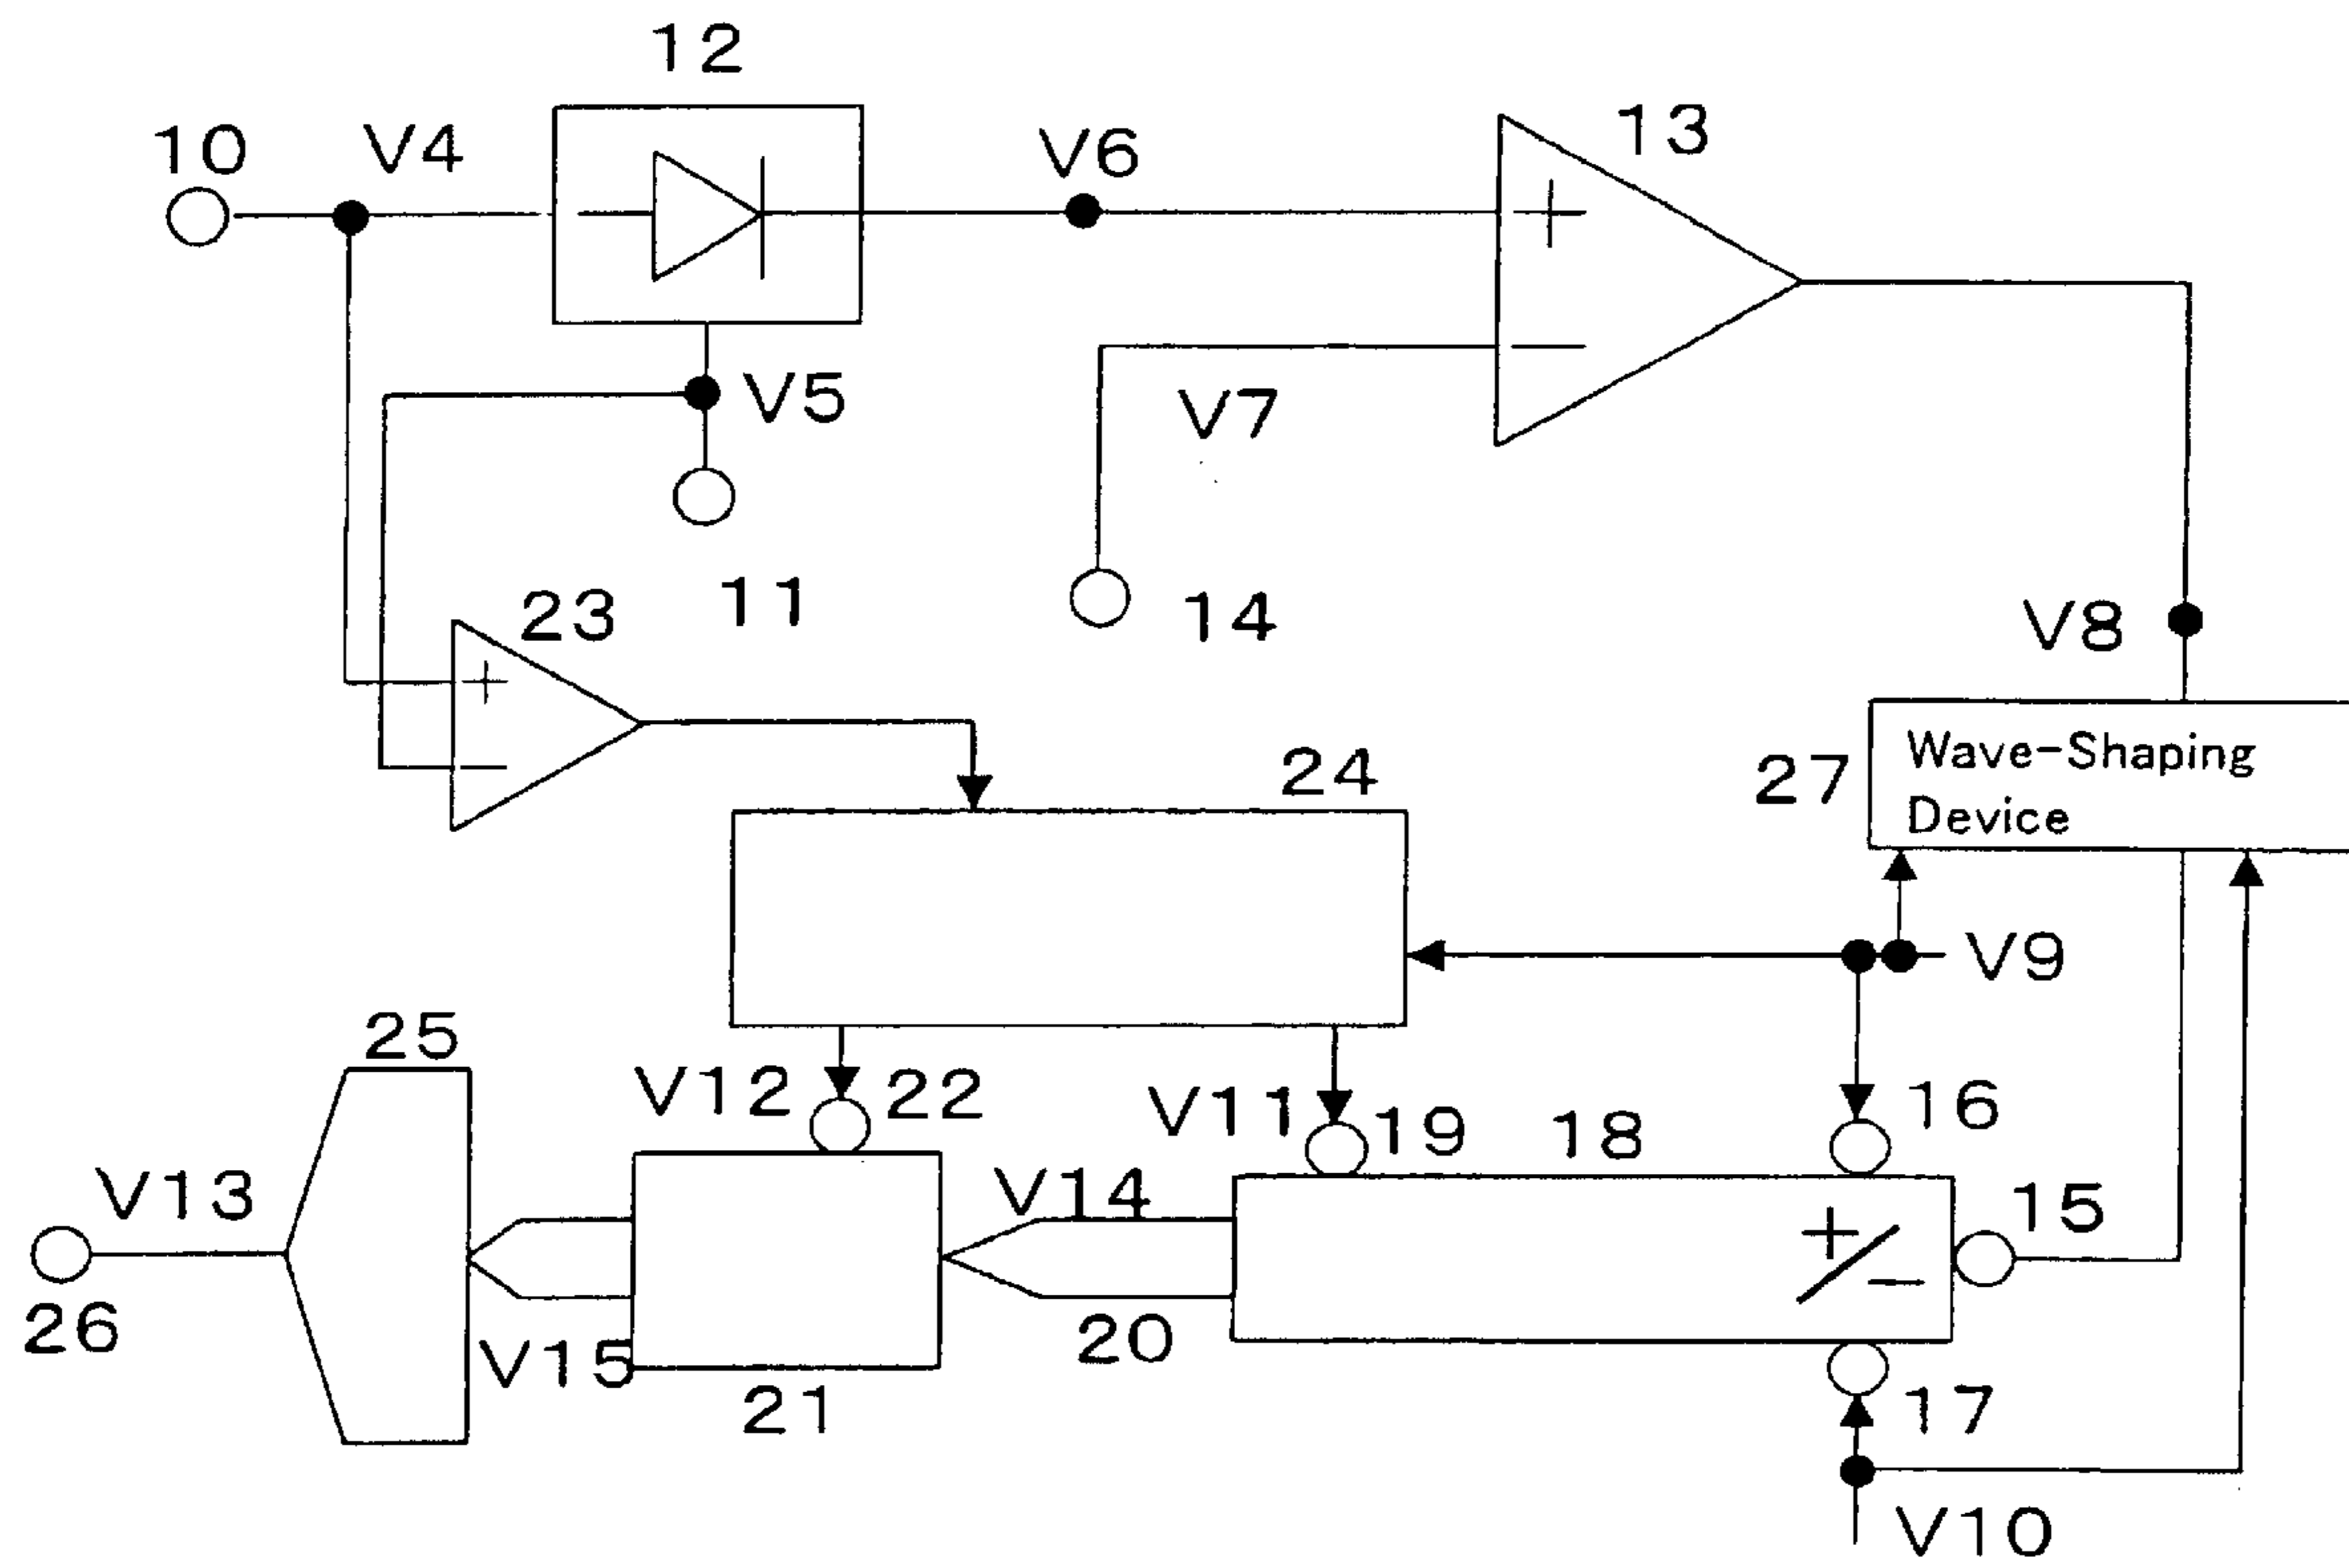 12
10 V4
V6
13
V5
V7
11
14
23
V8
24
27
Wave-Shaping
Device
V9
25
V12 22
V11 19 18 16
V13
V14
15
+/−
26
V15
20
21
17
V10